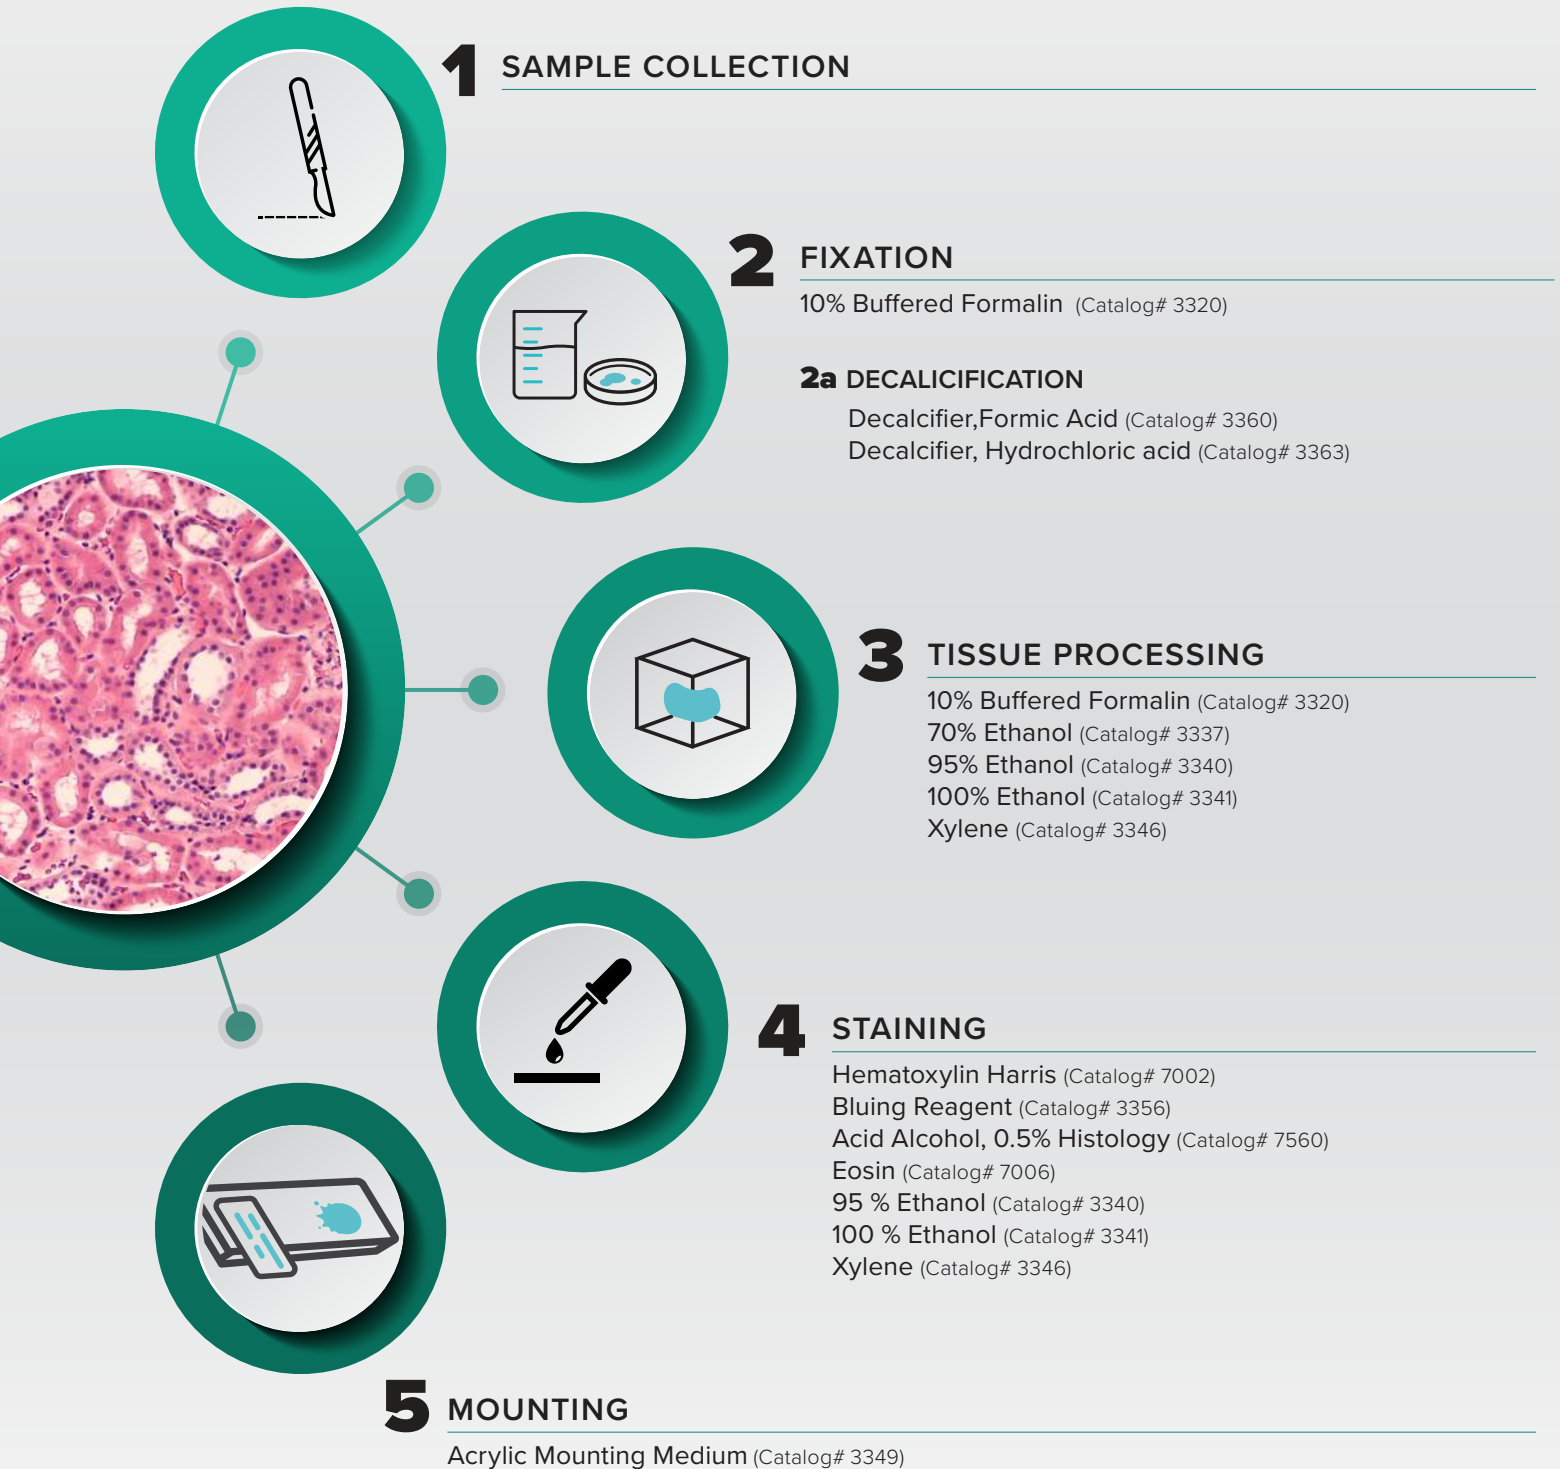 1 SAMPLE COLLECTION
2 FIXATION
10% Buffered Formalin (Catalog# 3320)
2a DECALICIFICATION
Decalcifier,Formic Acid (Catalog# 3360)
Decalcifier, Hydrochloric acid (Catalog# 3363)
3 TISSUE PROCESSING
10% Buffered Formalin (Catalog# 3320)
70% Ethanol (Catalog# 3337)
95% Ethanol (Catalog# 3340)
100% Ethanol (Catalog# 3341)
Xylene (Catalog# 3346)
4 STAINING
Hematoxylin Harris (Catalog# 7002)
Bluing Reagent (Catalog# 3356)
Acid Alcohol, 0.5% Histology (Catalog# 7560)
Eosin (Catalog# 7006)
95 % Ethanol (Catalog# 3340)
100 % Ethanol (Catalog# 3341)
Xylene (Catalog# 3346)
5 MOUNTING
Acrylic Mounting Medium (Catalog# 3349)